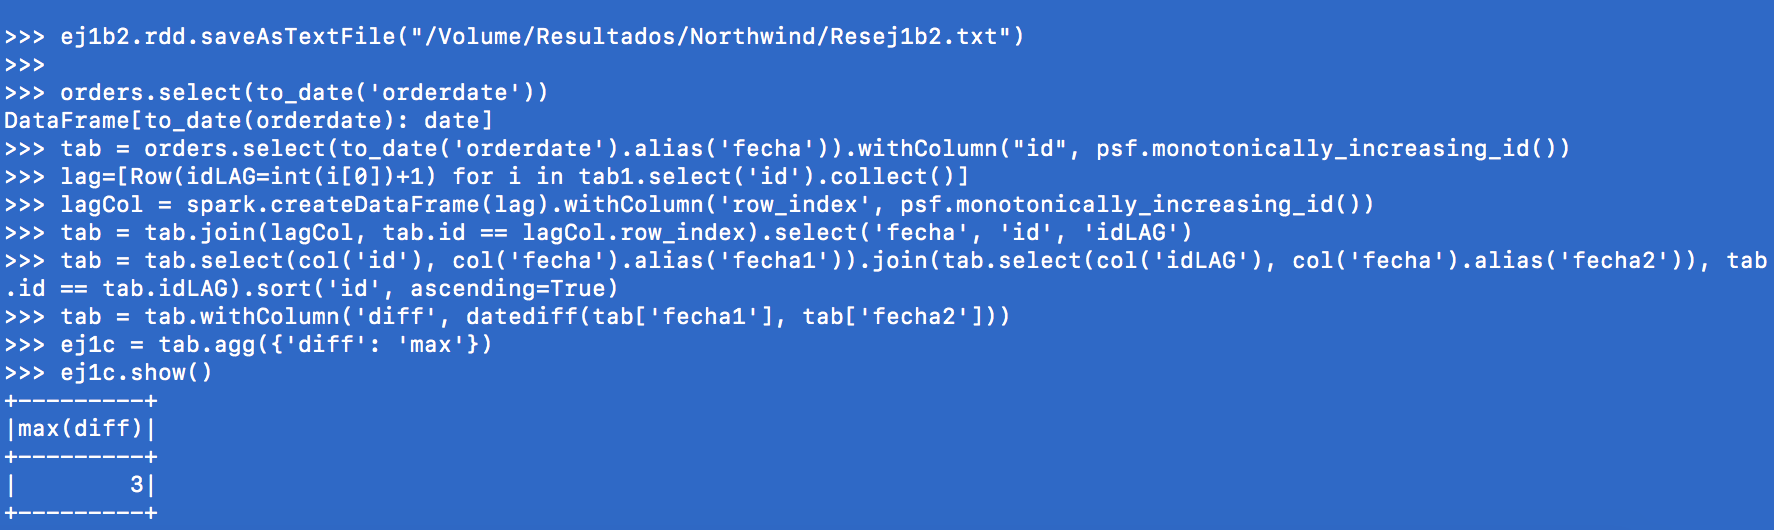 >>> ej1b2.rdd.saveAsTextFile("/Volume/Resultados/Northwind/Resej1b2.txt")
>>>
>>> orders.select(to_date('orderdate'))
DataFrame[to_date(orderdate): date]
>>> tab = orders.select(to_date('orderdate').alias('fecha')).withColumn("id", psf.monotonically_increasing_id())
>>> lag=[Row(idLAG=int(i[0])+1) for i in tab1.select('id').collect()]
>>> lagCol = spark.createDataFrame(lag).withColumn('row_index', psf.monotonically_increasing_id())
>>> tab = tab.join(lagCol, tab.id == lagCol.row_index).select('fecha', 'id', 'idLAG')
>>> tab = tab.select(col('id'), col('fecha').alias('fecha1')).join(tab.select(col('idLAG'), col('fecha').alias('fecha2')), tab
.id == tab.idLAG).sort('id', ascending=True)
>>> tab = tab.withColumn('diff', datediff(tab['fecha1'], tab['fecha2']))
>>> ej1c = tab.agg({'diff': 'max'})
>>> ej1c.show()
+---------+
|max(diff)|
+---------+
|        3|
+---------+